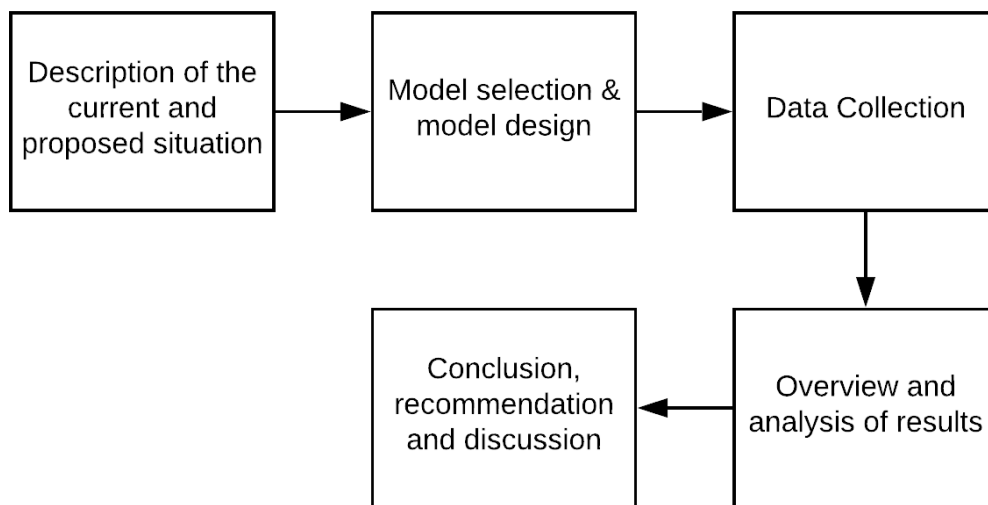 Description of the
current and
proposed situation
Model selection &
model design
Data Collection
Overview and
analysis of results
Conclusion,
recommendation
and discussion